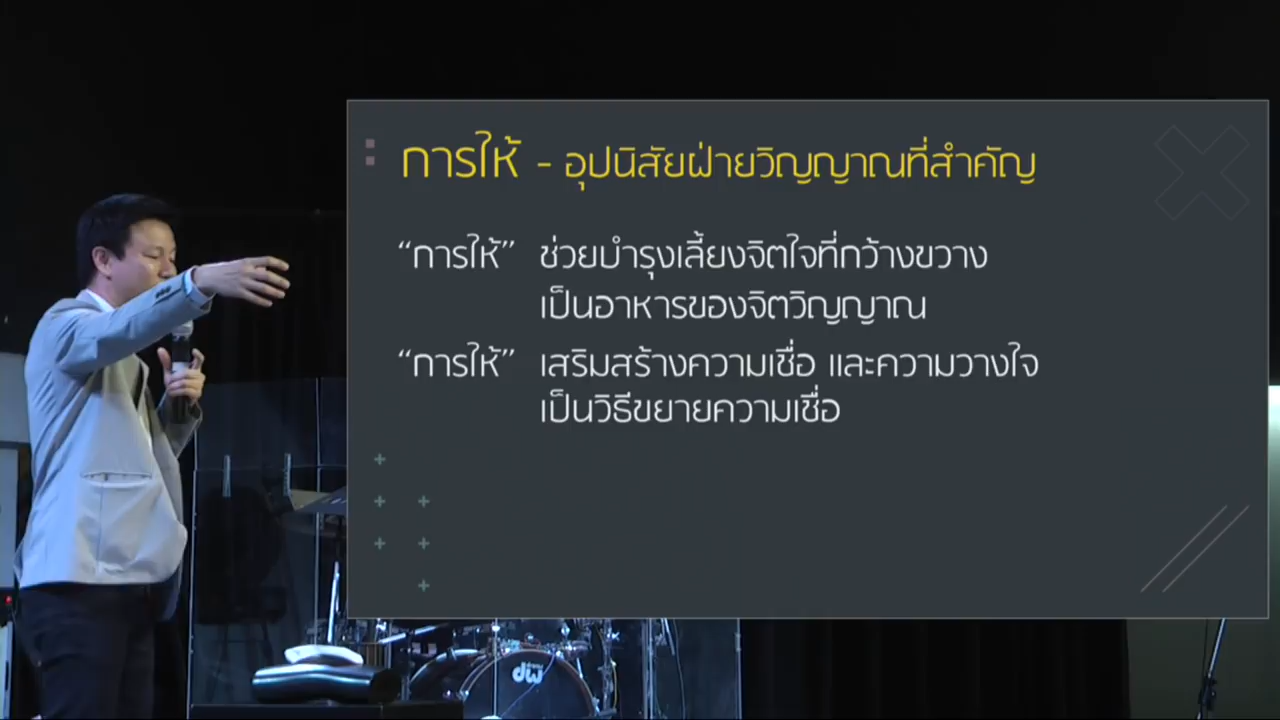 การให้ - อุปนิสัยฝ่ายวิญญาณที่สำคัญ
“การให้” ช่วยบำรุงเลี้ยงจิตใจที่กว้างขวาง
เป็นอาหารของจิตวิญญาณ
“การให้” เสริมสร้างความเชื่อ และความวางใจ
เป็นวิธีขยายความเชื่อ
dw